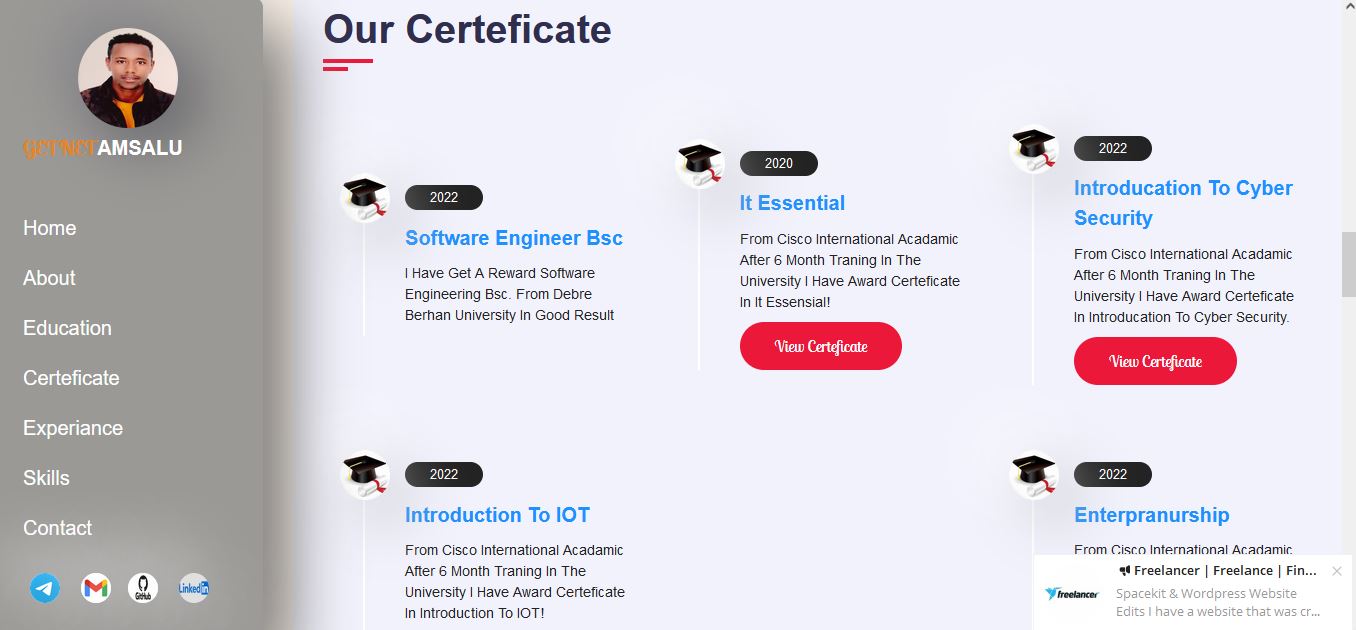 Our Certeficate
GETNETAMSALU
Home
About
Education
Certeficate
Experiance
Skills
Contact
GitHub
Linkedin
2022
Software Engineer Bsc
I Have Get A Reward Software
Engineering Bsc. From Debre
Berhan University In Good Result
2020
It Essential
From Cisco International Acadamic
After 6 Month Traning In The
University I Have Award Certeficate
In It Essensial!
View Certeficate
2022
Introducation To Cyber
Security
From Cisco International Acadamic
After 6 Month Traning In The
University I Have Award Certeficate
In Introducation To Cyber Security.
View Certeficate
2022
Introduction To IOT
From Cisco International Acadamic
After 6 Month Traning In The
University I Have Award Certeficate
In Introduction To IOT!
2022
Enterpranurship
From Cisco International Acadamic
Freelancer | Freelance | Fin...
freelancer
Spacekit & Wordpress Website
Edits I have a website that was cr...